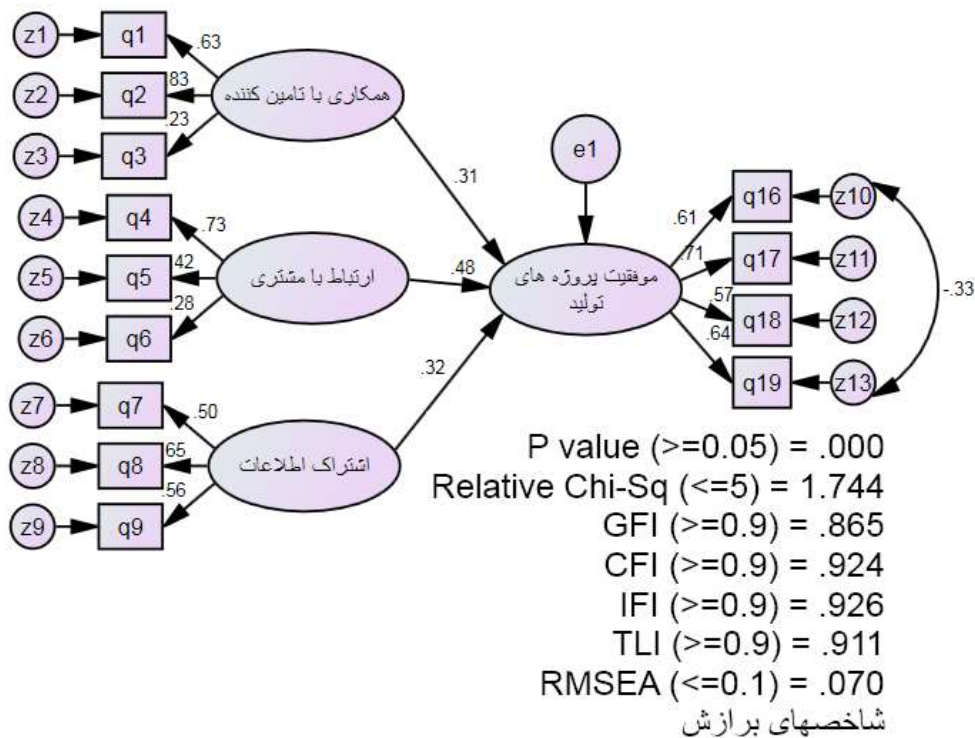 z1
q1
.63
z2
q2
.83
همکاری با تامین کننده
z3
q3
.23
e1
.31
z4
q4
.73
z5
q5
.42
ارتباط با مشتری
.48
z6
q6
.28
موفقیت پروژه های
تولید
.61
q16
z10
.71
q17
z11
.57
q18
z12
.64
q19
z13
-.33
.32
z7
q7
.50
z8
q8
.65
اشتراک اطلاعات
z9
q9
.56
P value (>=0.05) = .000
Relative Chi-Sq (<=5) = 1.744
GFI (>=0.9) = .865
CFI (>=0.9) = .924
IFI (>=0.9) = .926
TLI (>=0.9) = .911
RMSEA (<=0.1) = .070
شاخصهای برازش